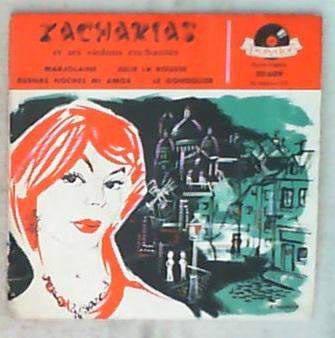 ZACHARIAS
et ses violons enchantés
MARJOLAINE JULIE LA ROUSSE
BUENAS NOCHES MI AMOR LE GONDOLIER
Polydor